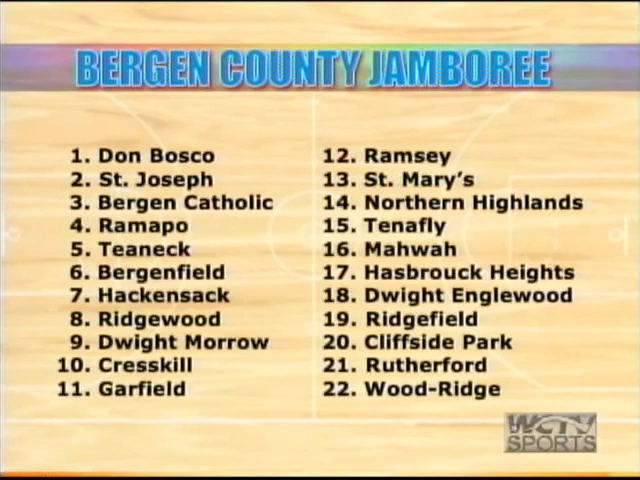 BERGEN COUNTY JAMBOREE
1. Don Bosco
2. St. Joseph
3. Bergen Catholic
4. Ramapo
5. Teaneck
6. Bergenfield
7. Hackensack
8. Ridgewood
9. Dwight Morrow
10. Cresskill
11. Garfield
12. Ramsey
13. St. Mary's
14. Northern Highlands
15. Tenafly
16. Mahwah
17. Hasbrouck Heights
18. Dwight Englewood
19. Ridgefield
20. Cliffside Park
21. Rutherford
22. Wood-Ridge
WCTV
SPORTS